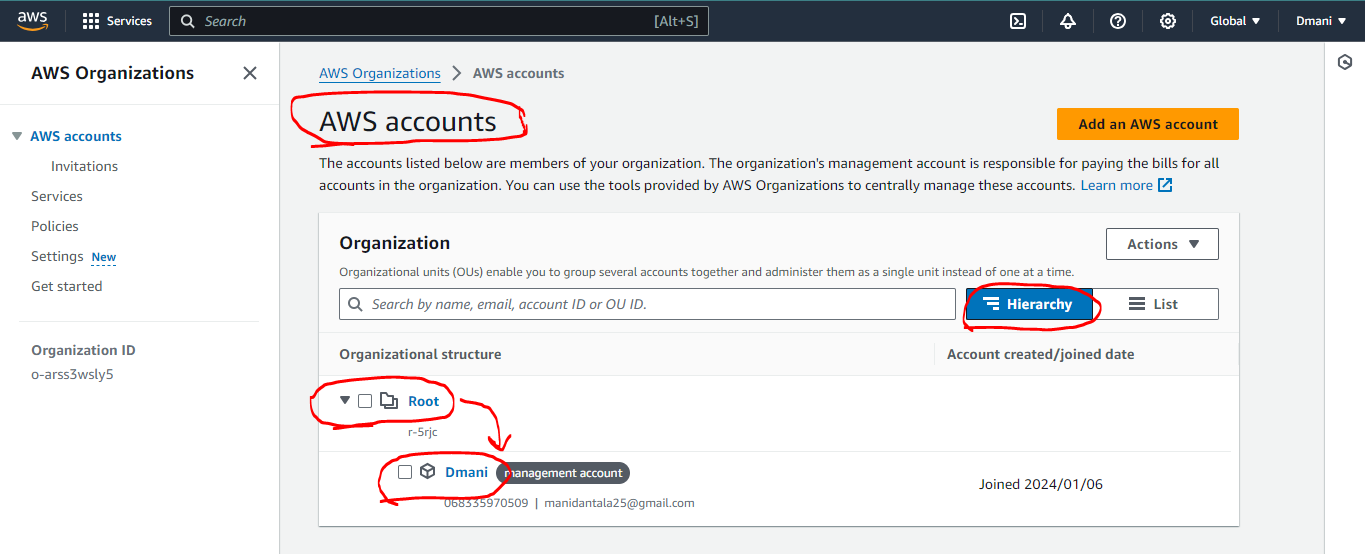 aws Services Search [Alt+S] Global Dmani
AWS Organizations
AWS accounts
Invitations
Services
Policies
Settings New
Get started
Organization ID
o-arss3wsly5
AWS Organizations > AWS accounts
AWS accounts
Add an AWS account
The accounts listed below are members of your organization. The organization's management account is responsible for paying the bills for all
accounts in the organization. You can use the tools provided by AWS Organizations to centrally manage these accounts. Learn more
Organization
Actions
Organizational units (OUs) enable you to group several accounts together and administer them as a single unit instead of one at a time.
Search by name, email, account ID or OU ID.
Hierarchy List
Organizational structure Account created/joined date
Root
r-5rjc
Dmani management account
Joined 2024/01/06
068335970509 | manidantala25@gmail.com